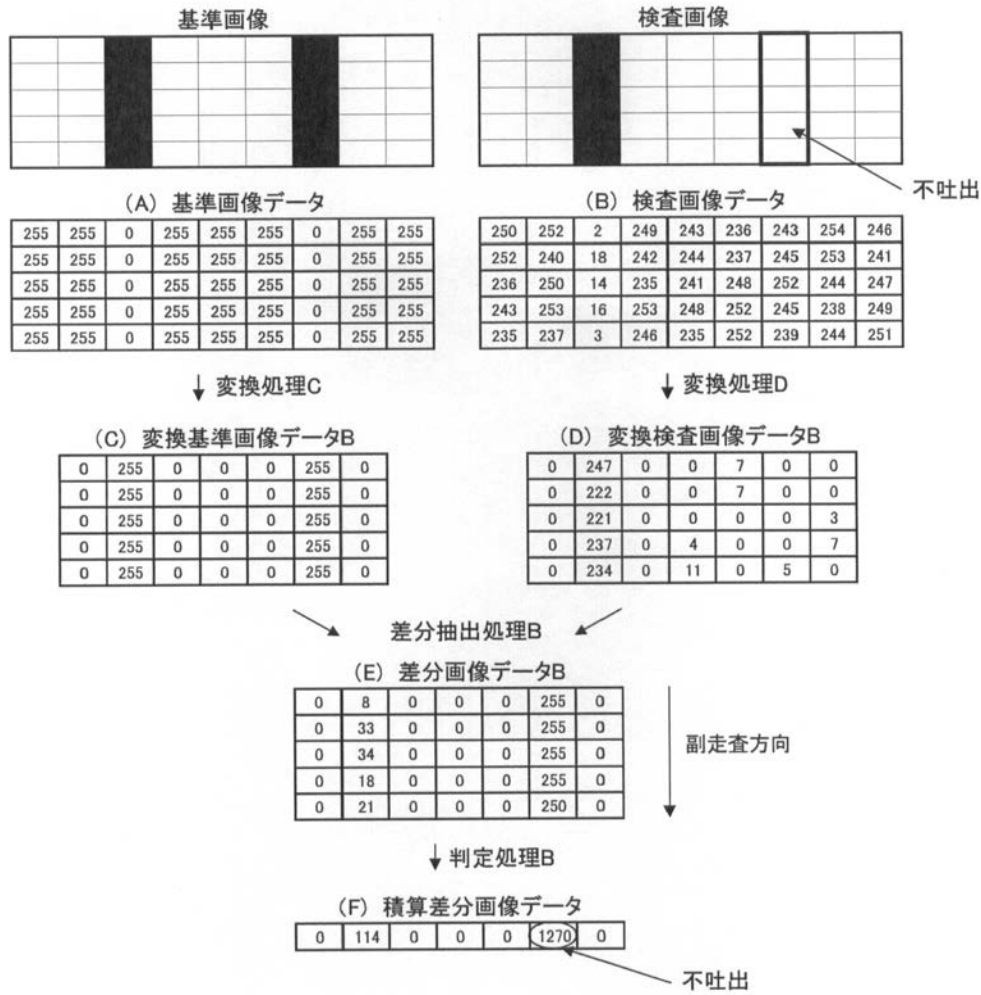 基準画像
検査画像
不吐出
(A) 基準画像データ
(B) 検査画像データ
255 255 0 255 255 255 0 255 255
255 255 0 255 255 255 0 255 255
255 255 0 255 255 255 0 255 255
255 255 0 255 255 255 0 255 255
255 255 0 255 255 255 0 255 255
250 252 2 249 243 236 243 254 246
252 240 18 242 244 237 245 253 241
236 250 14 235 241 248 252 244 247
243 253 16 253 248 252 245 238 249
235 237 3 246 235 252 239 244 251
変換処理C
変換処理D
(C) 変換基準画像データB
(D) 変換検査画像データB
0 255 0 0 0 255 0
0 255 0 0 0 255 0
0 255 0 0 0 255 0
0 255 0 0 0 255 0
0 255 0 0 0 255 0
0 247 0 0 7 0 0
0 222 0 0 7 0 0
0 221 0 0 0 0 3
0 237 0 4 0 0 7
0 234 0 11 0 5 0
差分抽出処理B
(E) 差分画像データB
0 8 0 0 0 255 0
0 33 0 0 0 255 0
0 34 0 0 0 255 0
0 18 0 0 0 255 0
0 21 0 0 0 250 0
副走査方向
判定処理B
(F) 積算差分画像データ
0 114 0 0 0 1270 0
不吐出